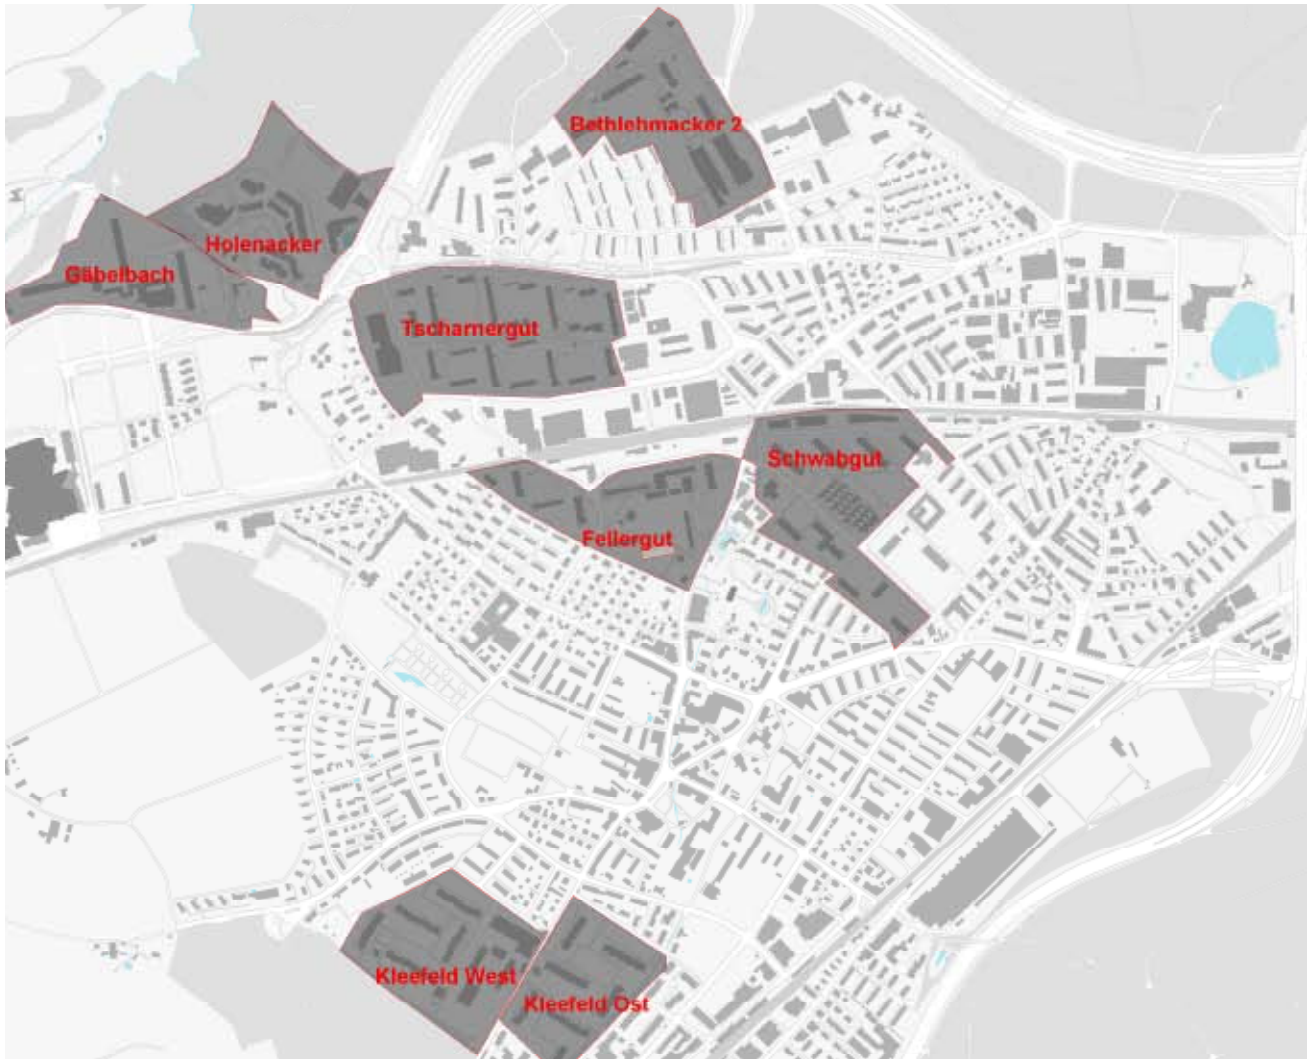 Bethlehmacker 2
Holenacker
Gäbelbach
Tscharnergut
Schwabgut
Fellergut
Kleefeld West
Kleefeld Ost